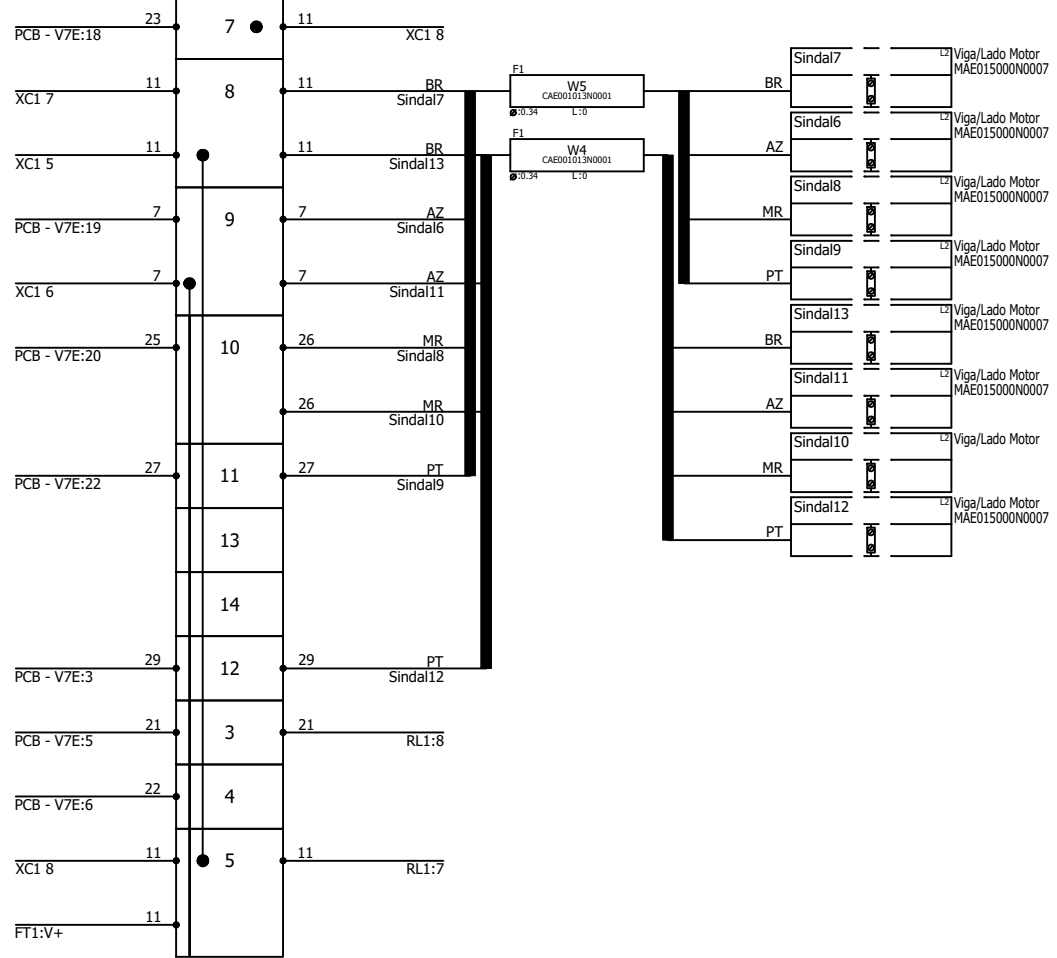 23 7 11
PCB - V7E:18 XC1 8
11 8 11 BR
XC1 7 Sindal7
11 11 BR
XC1 5 Sindal13
7 9 7 AZ
PCB - V7E:19 Sindal6
7 7 AZ
XC1 6 Sindal11
25 10 26 MR
PCB - V7E:20 Sindal8
26 MR
Sindal10
27 11 27 PT
PCB - V7E:22 Sindal9
13
14
29 12 29 PT
PCB - V7E:3 Sindal12
21 3 21
PCB - V7E:5 RL1:8
22 4
PCB - V7E:6
11 5 11
XC1 8 RL1:7
11
FT1:V+
F1
W5
CAE001013N0001
ø:0.34 L:0
F1
W4
CAE001013N0001
ø:0.34 L:0
Sindal7 L2 Viga/Lado Motor
MAE015000N0007
BR
Sindal6 L2 Viga/Lado Motor
MAE015000N0007
AZ
Sindal8 L2 Viga/Lado Motor
MAE015000N0007
MR
Sindal9 L2 Viga/Lado Motor
MAE015000N0007
PT
Sindal13 L2 Viga/Lado Motor
MAE015000N0007
BR
Sindal11 L2 Viga/Lado Motor
MAE015000N0007
AZ
Sindal10 L2 Viga/Lado Motor
MR
Sindal12 L2 Viga/Lado Motor
MAE015000N0007
PT